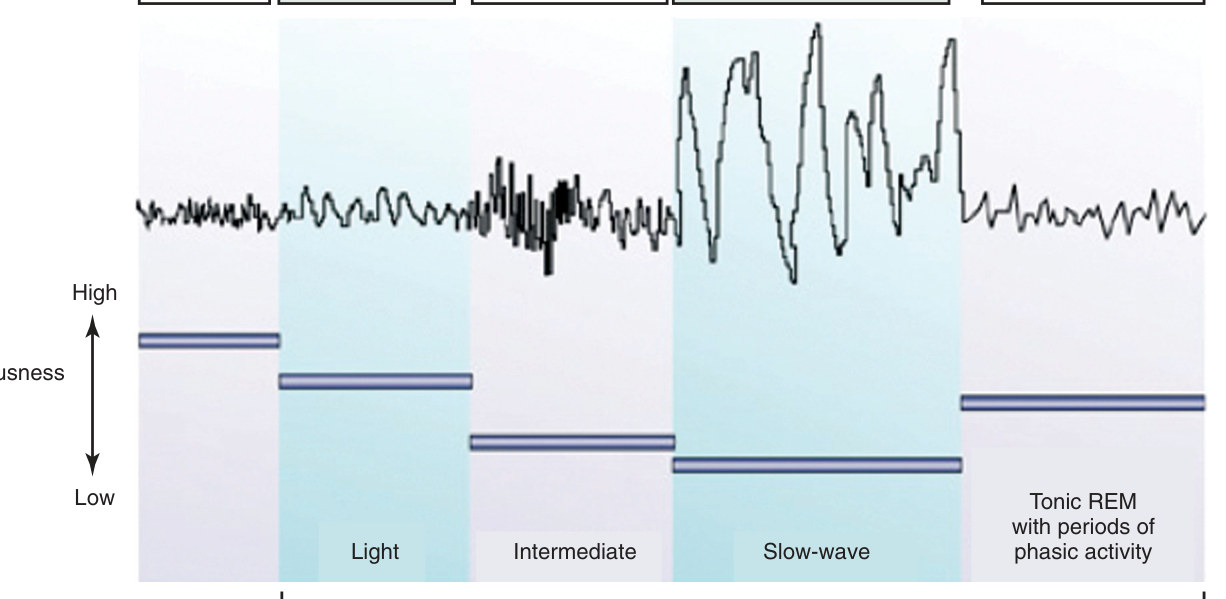 High
usness
Low
Light
Intermediate
Slow-wave
Tonic REM
with periods of
phasic activity